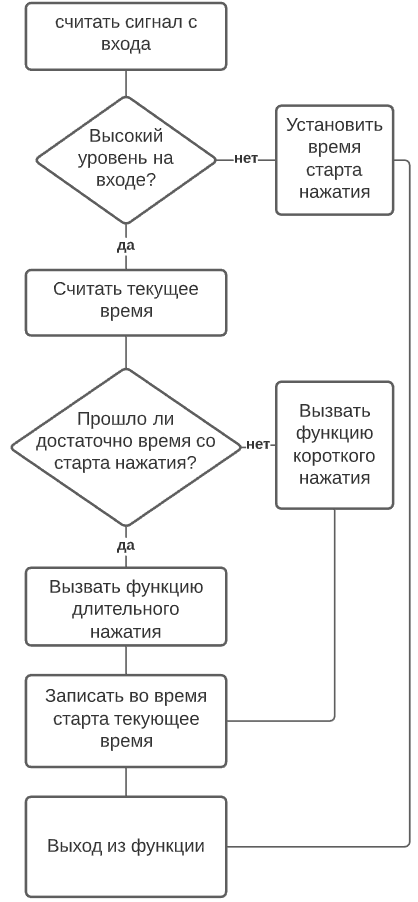 считать сигнал с
входа
Высокий
уровень на
входе?
нет
Установить
время
старта
нажатия
да
Считать текущее
время
Прошло ли
достаточно время со
старта нажатия?
нет
Вызвать
функцию
короткого
нажатия
да
Вызвать функцию
длительного
нажатия
Записать во время
старта текующее
время
Выход из функции